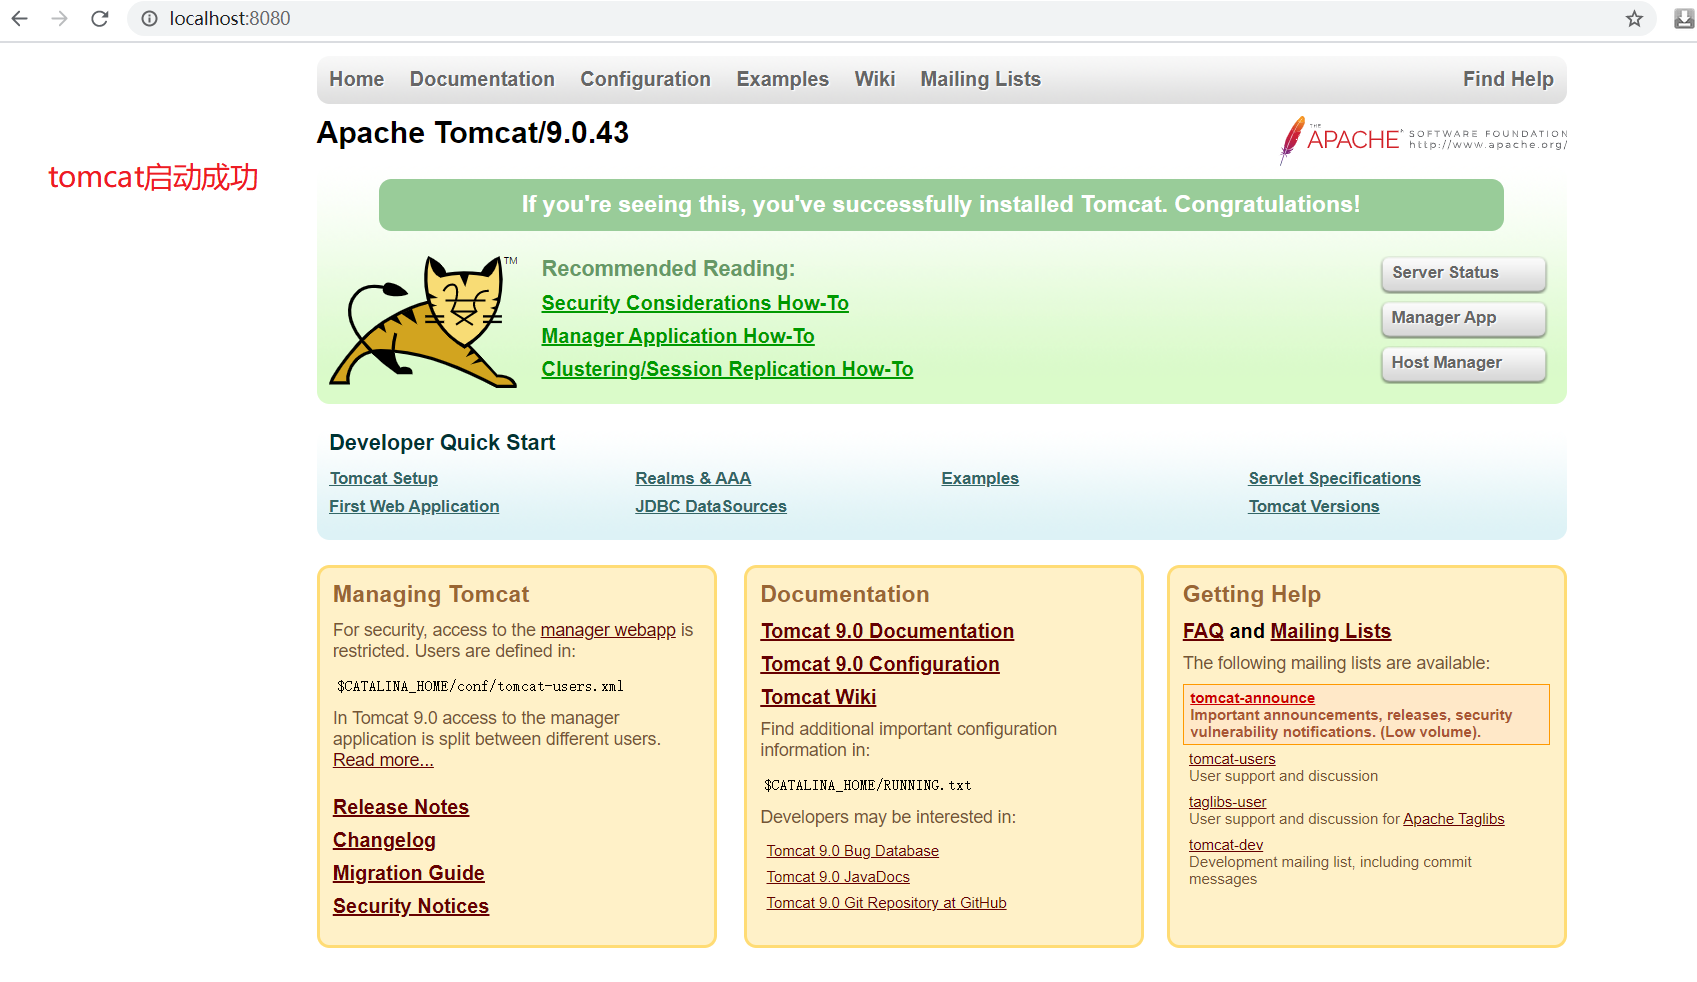 localhost:8080
Home Documentation Configuration Examples Wiki Mailing Lists Find Help
Apache Tomcat/9.0.43
THE APACHE SOFTWARE FOUNDATION
http://www.apache.org/
tomcat启动成功
If you're seeing this, you've successfully installed Tomcat. Congratulations!
TM
Recommended Reading:
Security Considerations How-To
Manager Application How-To
Clustering/Session Replication How-To
Server Status
Manager App
Host Manager
Developer Quick Start
Tomcat Setup
First Web Application
Realms & AAA
JDBC DataSources
Examples
Servlet Specifications
Tomcat Versions
Managing Tomcat
For security, access to the manager webapp is
restricted. Users are defined in:
$CATALINA_HOME/conf/tomcat-users.xml
In Tomcat 9.0 access to the manager
application is split between different users.
Read more...
Release Notes
Changelog
Migration Guide
Security Notices
Documentation
Tomcat 9.0 Documentation
Tomcat 9.0 Configuration
Tomcat Wiki
Find additional important configuration
information in:
$CATALINA_HOME/RUNNING.txt
Developers may be interested in:
Tomcat 9.0 Bug Database
Tomcat 9.0 JavaDocs
Tomcat 9.0 Git Repository at GitHub
Getting Help
FAQ and Mailing Lists
The following mailing lists are available:
tomcat-announce
Important announcements, releases, security
vulnerability notifications. (Low volume).
tomcat-users
User support and discussion
taglibs-user
User support and discussion for Apache Taglibs
tomcat-dev
Development mailing list, including commit
messages